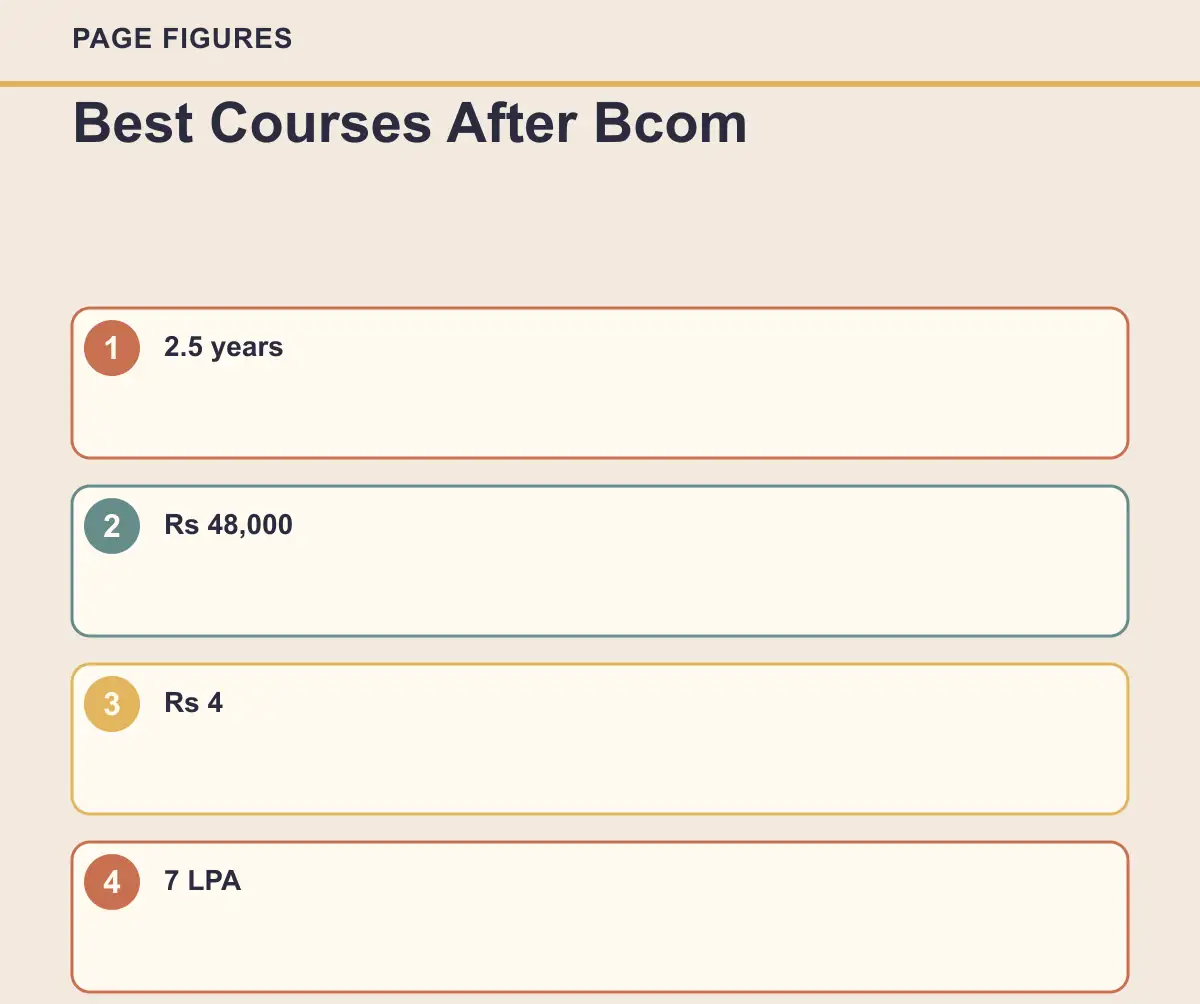 PAGE FIGURES
Best Courses After Bcom
1
2.5 years
2
Rs 48,000
3
Rs 4
4
7 LPA